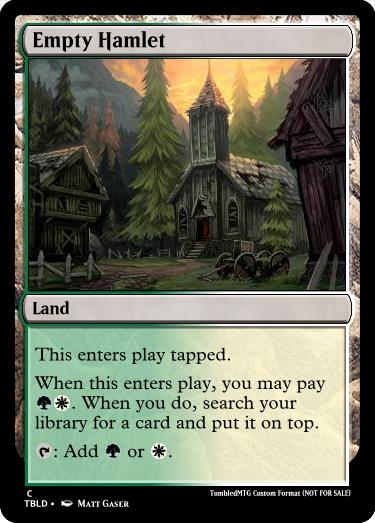 Empty Hamlet
Land
This enters play tapped.
When this enters play, you may pay
. When you do, search your
library for a card and put it on top.
: Add or .
C
TBLD • Matt Gaser
TumbledMTG Custom Format (NOT FOR SALE)